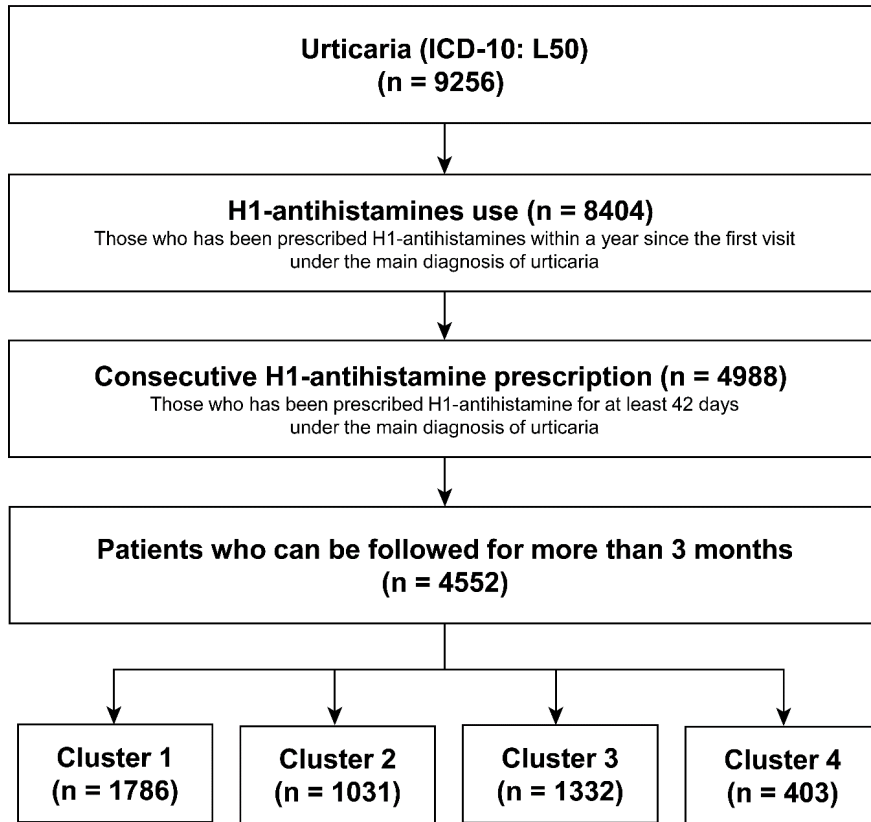 Urticaria (ICD-10: L50)
(n = 9256)
H1-antihistamines use (n = 8404)
Those who has been prescribed H1-antihistamines within a year since the first visit
under the main diagnosis of urticaria
Consecutive H1-antihistamine prescription (n = 4988)
Those who has been prescribed H1-antihistamine for at least 42 days
under the main diagnosis of urticaria
Patients who can be followed for more than 3 months
(n = 4552)
Cluster 1
(n = 1786)
Cluster 2
(n = 1031)
Cluster 3
(n = 1332)
Cluster 4
(n = 403)